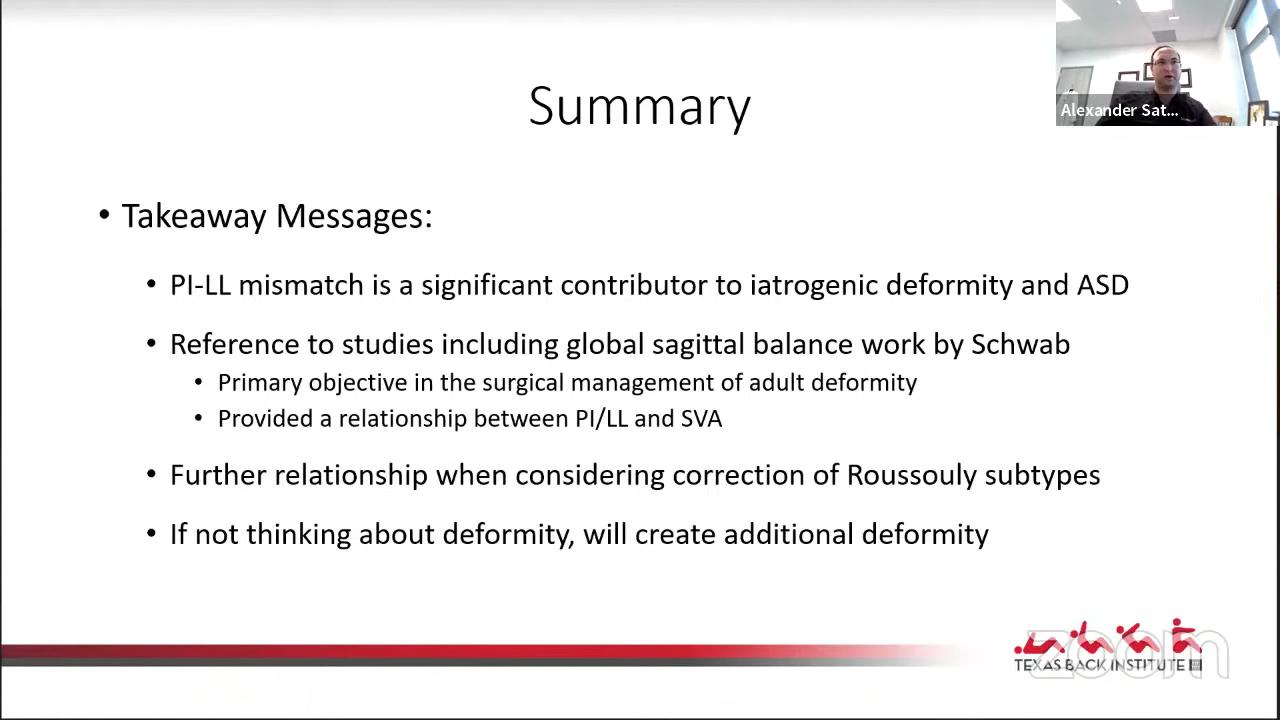 Alexander Sat...
Summary
• Takeaway Messages:
• PI-LL mismatch is a significant contributor to iatrogenic deformity and ASD
• Reference to studies including global sagittal balance work by Schwab
• Primary objective in the surgical management of adult deformity
• Provided a relationship between PI/LL and SVA
• Further relationship when considering correction of Roussouly subtypes
• If not thinking about deformity, will create additional deformity
zoom
TEXAS BACK INSTITUTE